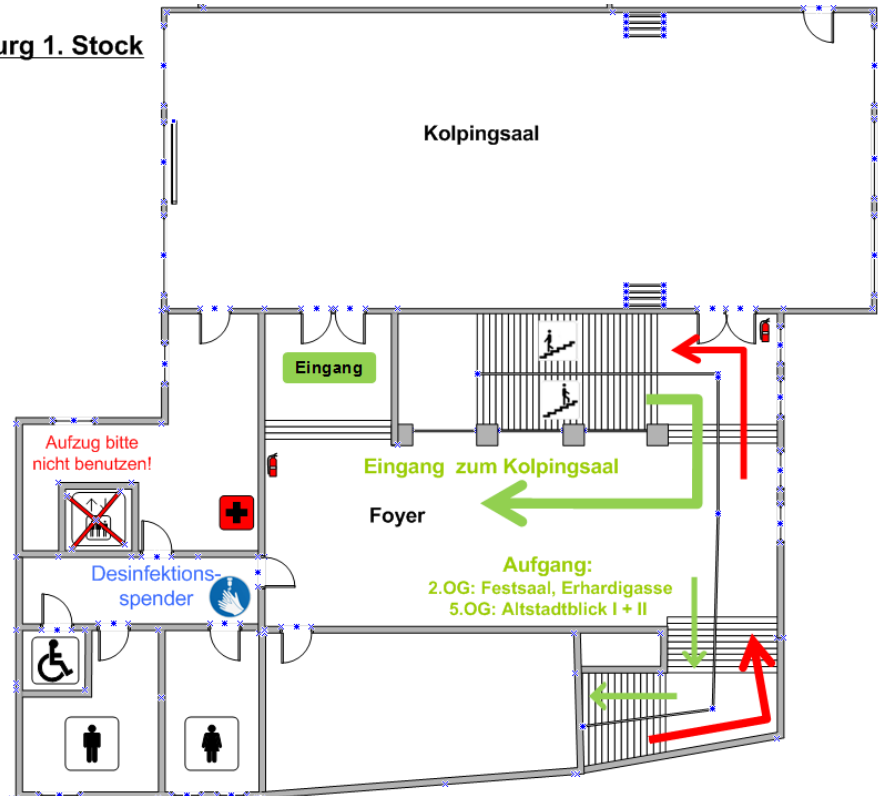 urg 1. Stock
Kolpingsaal
Eingang
Aufzug bitte
nicht benutzen!
Eingang zum Kolpingsaal
Foyer
Aufgang:
2.OG: Festsaal, Erhardigasse
5.OG: Altstadtblick I + II
Desinfektions-
spender